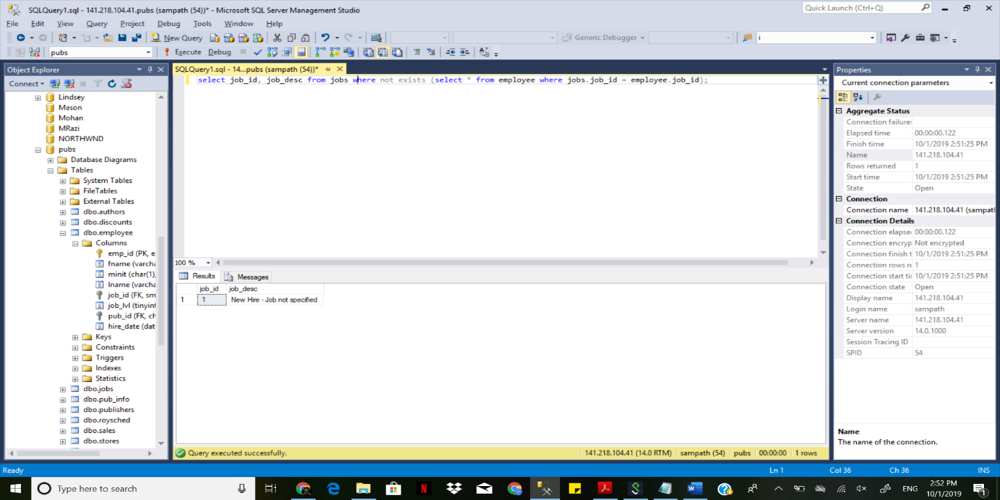 SQLQuery1.sql - 141.218.104.41.pubs (sampath (54))* - Microsoft SQL Server Management Studio
Quick Launch (Ctrl+Q)
File Edit View Query Project Debug Tools Window Help
New Query
Generic Debugger
i
pubs
Execute Debug
Object Explorer
Connect
Lindsey
Mason
Mohan
MRazi
NORTHWND
pubs
Database Diagrams
Tables
System Tables
FileTables
External Tables
dbo.authors
dbo.discounts
dbo.employee
Columns
emp_id (PK, e
fname (varcha
minit (char(1),
lname (varcha
job_id (FK, sm
job_lvl (tinyint
pub_id (FK, ch
hire_date (dat
Keys
Constraints
Triggers
Indexes
Statistics
dbo.jobs
dbo.pub_info
dbo.publishers
dbo.roysched
dbo.sales
dbo.stores
SQLQuery1.sql - 14...pubs (sampath (54))*
select job_id, job_desc from jobs where not exists (select * from employee where jobs.job_id = employee.job_id);
100 %
Results Messages
job_id job_desc
1 1 New Hire - Job not specified
Query executed successfully.
141.218.104.41 (14.0 RTM) sampath (54) pubs 00:00:00 1 rows
Properties
Current connection parameters
Aggregate Status
Connection failures
Elapsed time 00:00:00.122
Finish time 10/1/2019 2:51:25 PM
Name 141.218.104.41
Rows returned 1
Start time 10/1/2019 2:51:25 PM
State Open
Connection
Connection name 141.218.104.41 (sampatl
Connection Details
Connection elapse 00:00:00.122
Connection encryp Not encrypted
Connection finish t 10/1/2019 2:51:25 PM
Connection rows re 1
Connection start tir 10/1/2019 2:51:25 PM
Connection state Open
Display name 141.218.104.41
Login name sampath
Server name 141.218.104.41
Server version 14.0.1000
Session Tracing ID
SPID 54
Name
The name of the connection.
Ready Ln 1 Col 36 Ch 36 INS
Type here to search
ENG
2:52 PM
10/1/2019
1